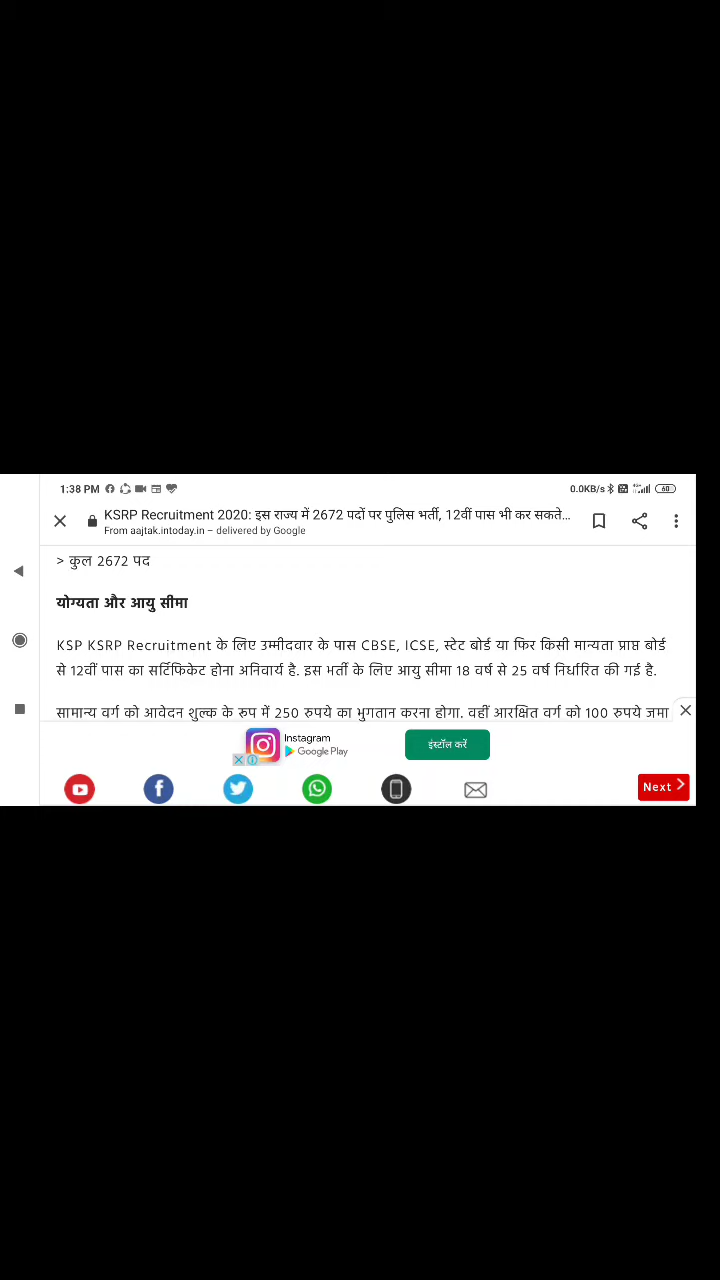 1:38 PM
0.0KB/s 4G+ 60
KSRP Recruitment 2020: इस राज्य में 2672 पदों पर पुलिस भर्ती, 12वीं पास भी कर सकते...
From aajtak.intoday.in – delivered by Google
> कुल 2672 पद
योग्यता और आयु सीमा
KSP KSRP Recruitment के लिए उम्मीदवार के पास CBSE, ICSE, स्टेट बोर्ड या फिर किसी मान्यता प्राप्त बोर्ड
से 12वीं पास का सर्टिफिकेट होना अनिवार्य है. इस भर्ती के लिए आयु सीमा 18 वर्ष से 25 वर्ष निर्धारित की गई है.
सामान्य वर्ग को आवेदन शुल्क के रूप में 250 रुपये का भुगतान करना होगा. वहीं आरक्षित वर्ग को 100 रुपये जमा
Instagram
Google Play
इंस्टॉल करें
Next